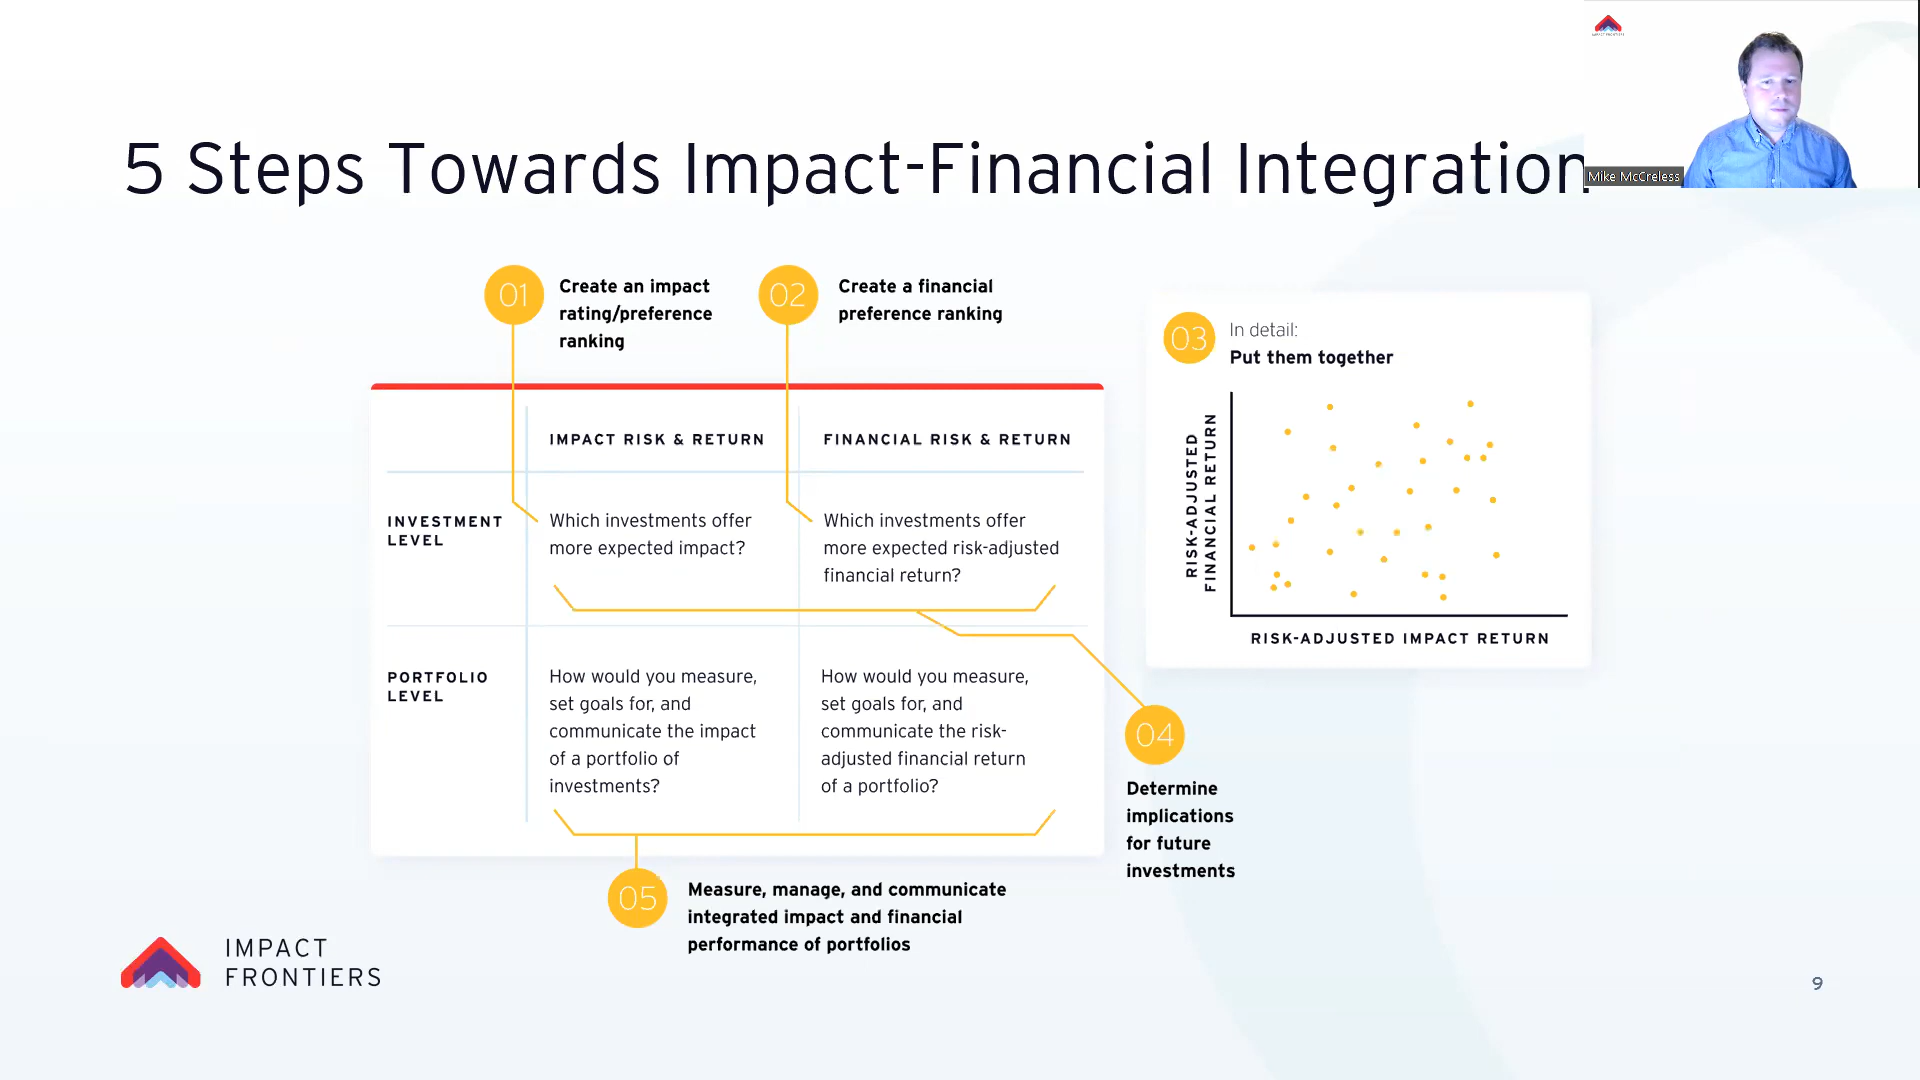 5 Steps Towards Impact-Financial Integration
Mike McCreless
01
Create an impact
rating/preference
ranking
02
Create a financial
preference ranking
03
In detail:
Put them together
RISK-ADJUSTED
FINANCIAL RETURN
RISK-ADJUSTED IMPACT RETURN
IMPACT RISK & RETURN
FINANCIAL RISK & RETURN
INVESTMENT
LEVEL
Which investments offer
more expected impact?
Which investments offer
more expected risk-adjusted
financial return?
PORTFOLIO
LEVEL
How would you measure,
set goals for, and
communicate the impact
of a portfolio of
investments?
How would you measure,
set goals for, and
communicate the risk-
adjusted financial return
of a portfolio?
04
Determine
implications
for future
investments
05
Measure, manage, and communicate
integrated impact and financial
performance of portfolios
IMPACT
FRONTIERS
9